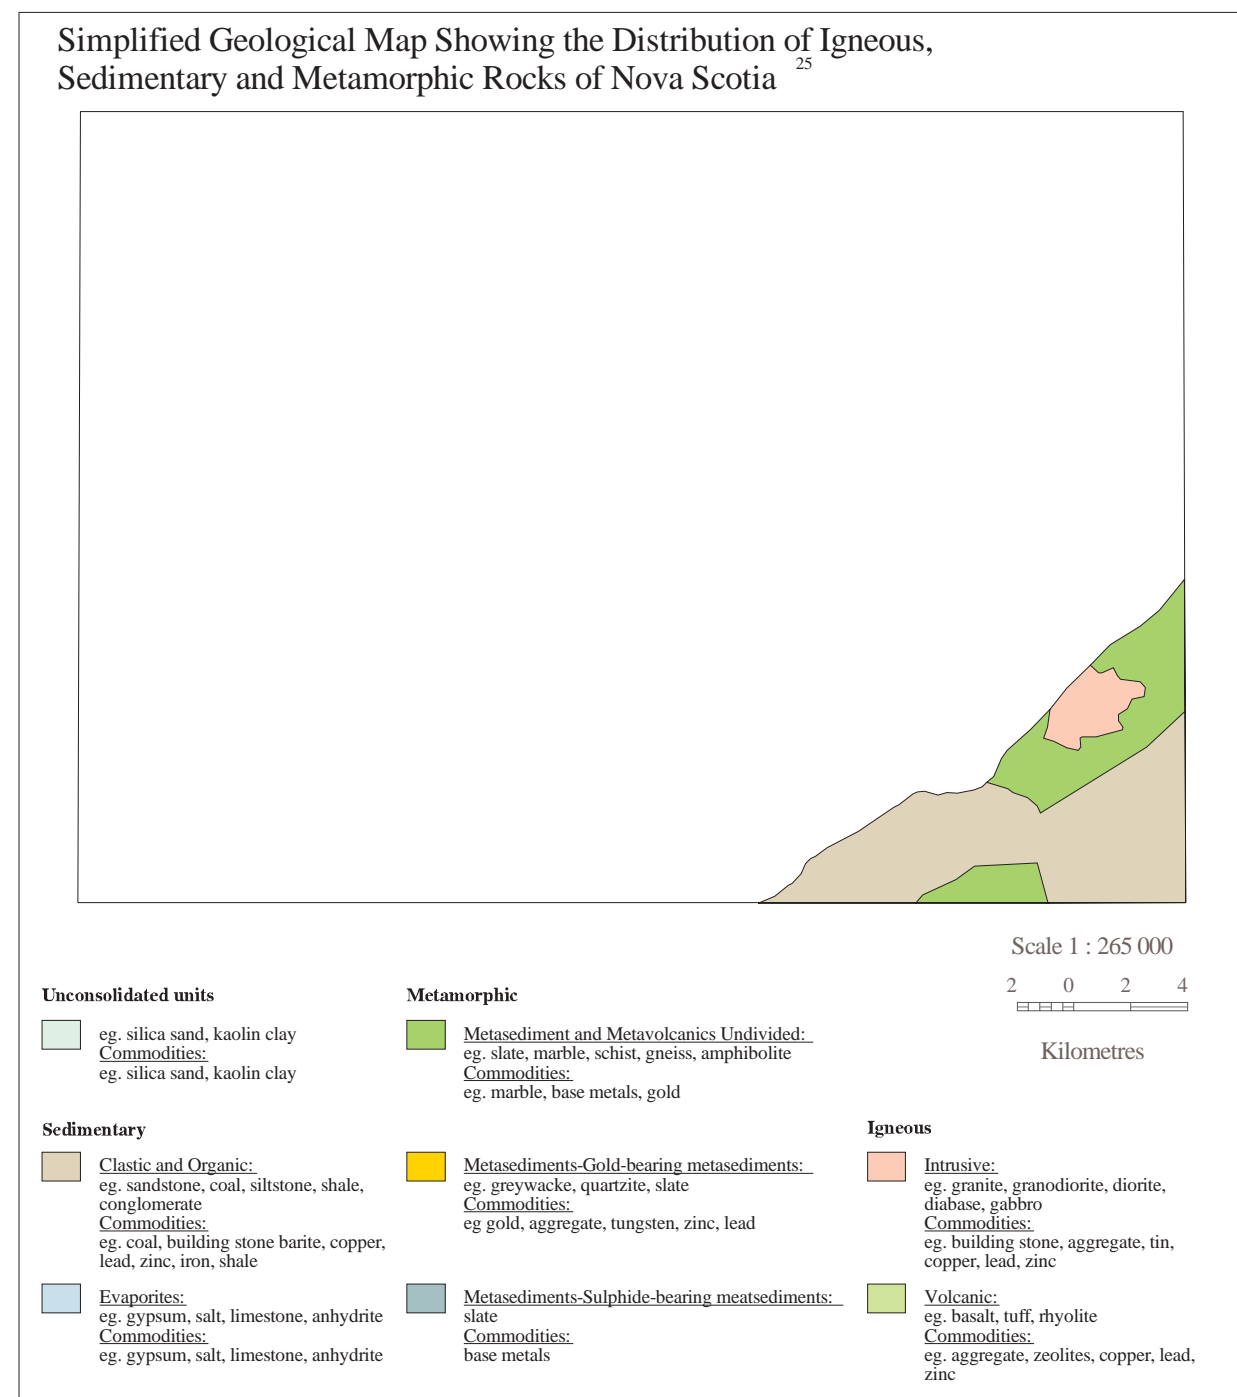 Simplified Geological Map Showing the Distribution of Igneous,
Sedimentary and Metamorphic Rocks of Nova Scotia 25
Scale 1 : 265 000
2 0 2 4
Kilometres
Unconsolidated units
eg. silica sand, kaolin clay
Commodities:
eg. silica sand, kaolin clay
Sedimentary
Clastic and Organic:
eg. sandstone, coal, siltstone, shale,
conglomerate
Commodities:
eg. coal, building stone barite, copper,
lead, zinc, iron, shale
Evaporites:
eg. gypsum, salt, limestone, anhydrite
Commodities:
eg. gypsum, salt, limestone, anhydrite
Metamorphic
Metasediment and Metavolcanics Undivided:
eg. slate, marble, schist, gneiss, amphibolite
Commodities:
eg. marble, base metals, gold
Metasediments-Gold-bearing metasediments:
eg. greywacke, quartzite, slate
Commodities:
eg gold, aggregate, tungsten, zinc, lead
Metasediments-Sulphide-bearing meatsediments:
slate
Commodities:
base metals
Igneous
Intrusive:
eg. granite, granodiorite, diorite,
diabase, gabbro
Commodities:
eg. building stone, aggregate, tin,
copper, lead, zinc
Volcanic:
eg. basalt, tuff, rhyolite
Commodities:
eg. aggregate, zeolites, copper, lead,
zinc